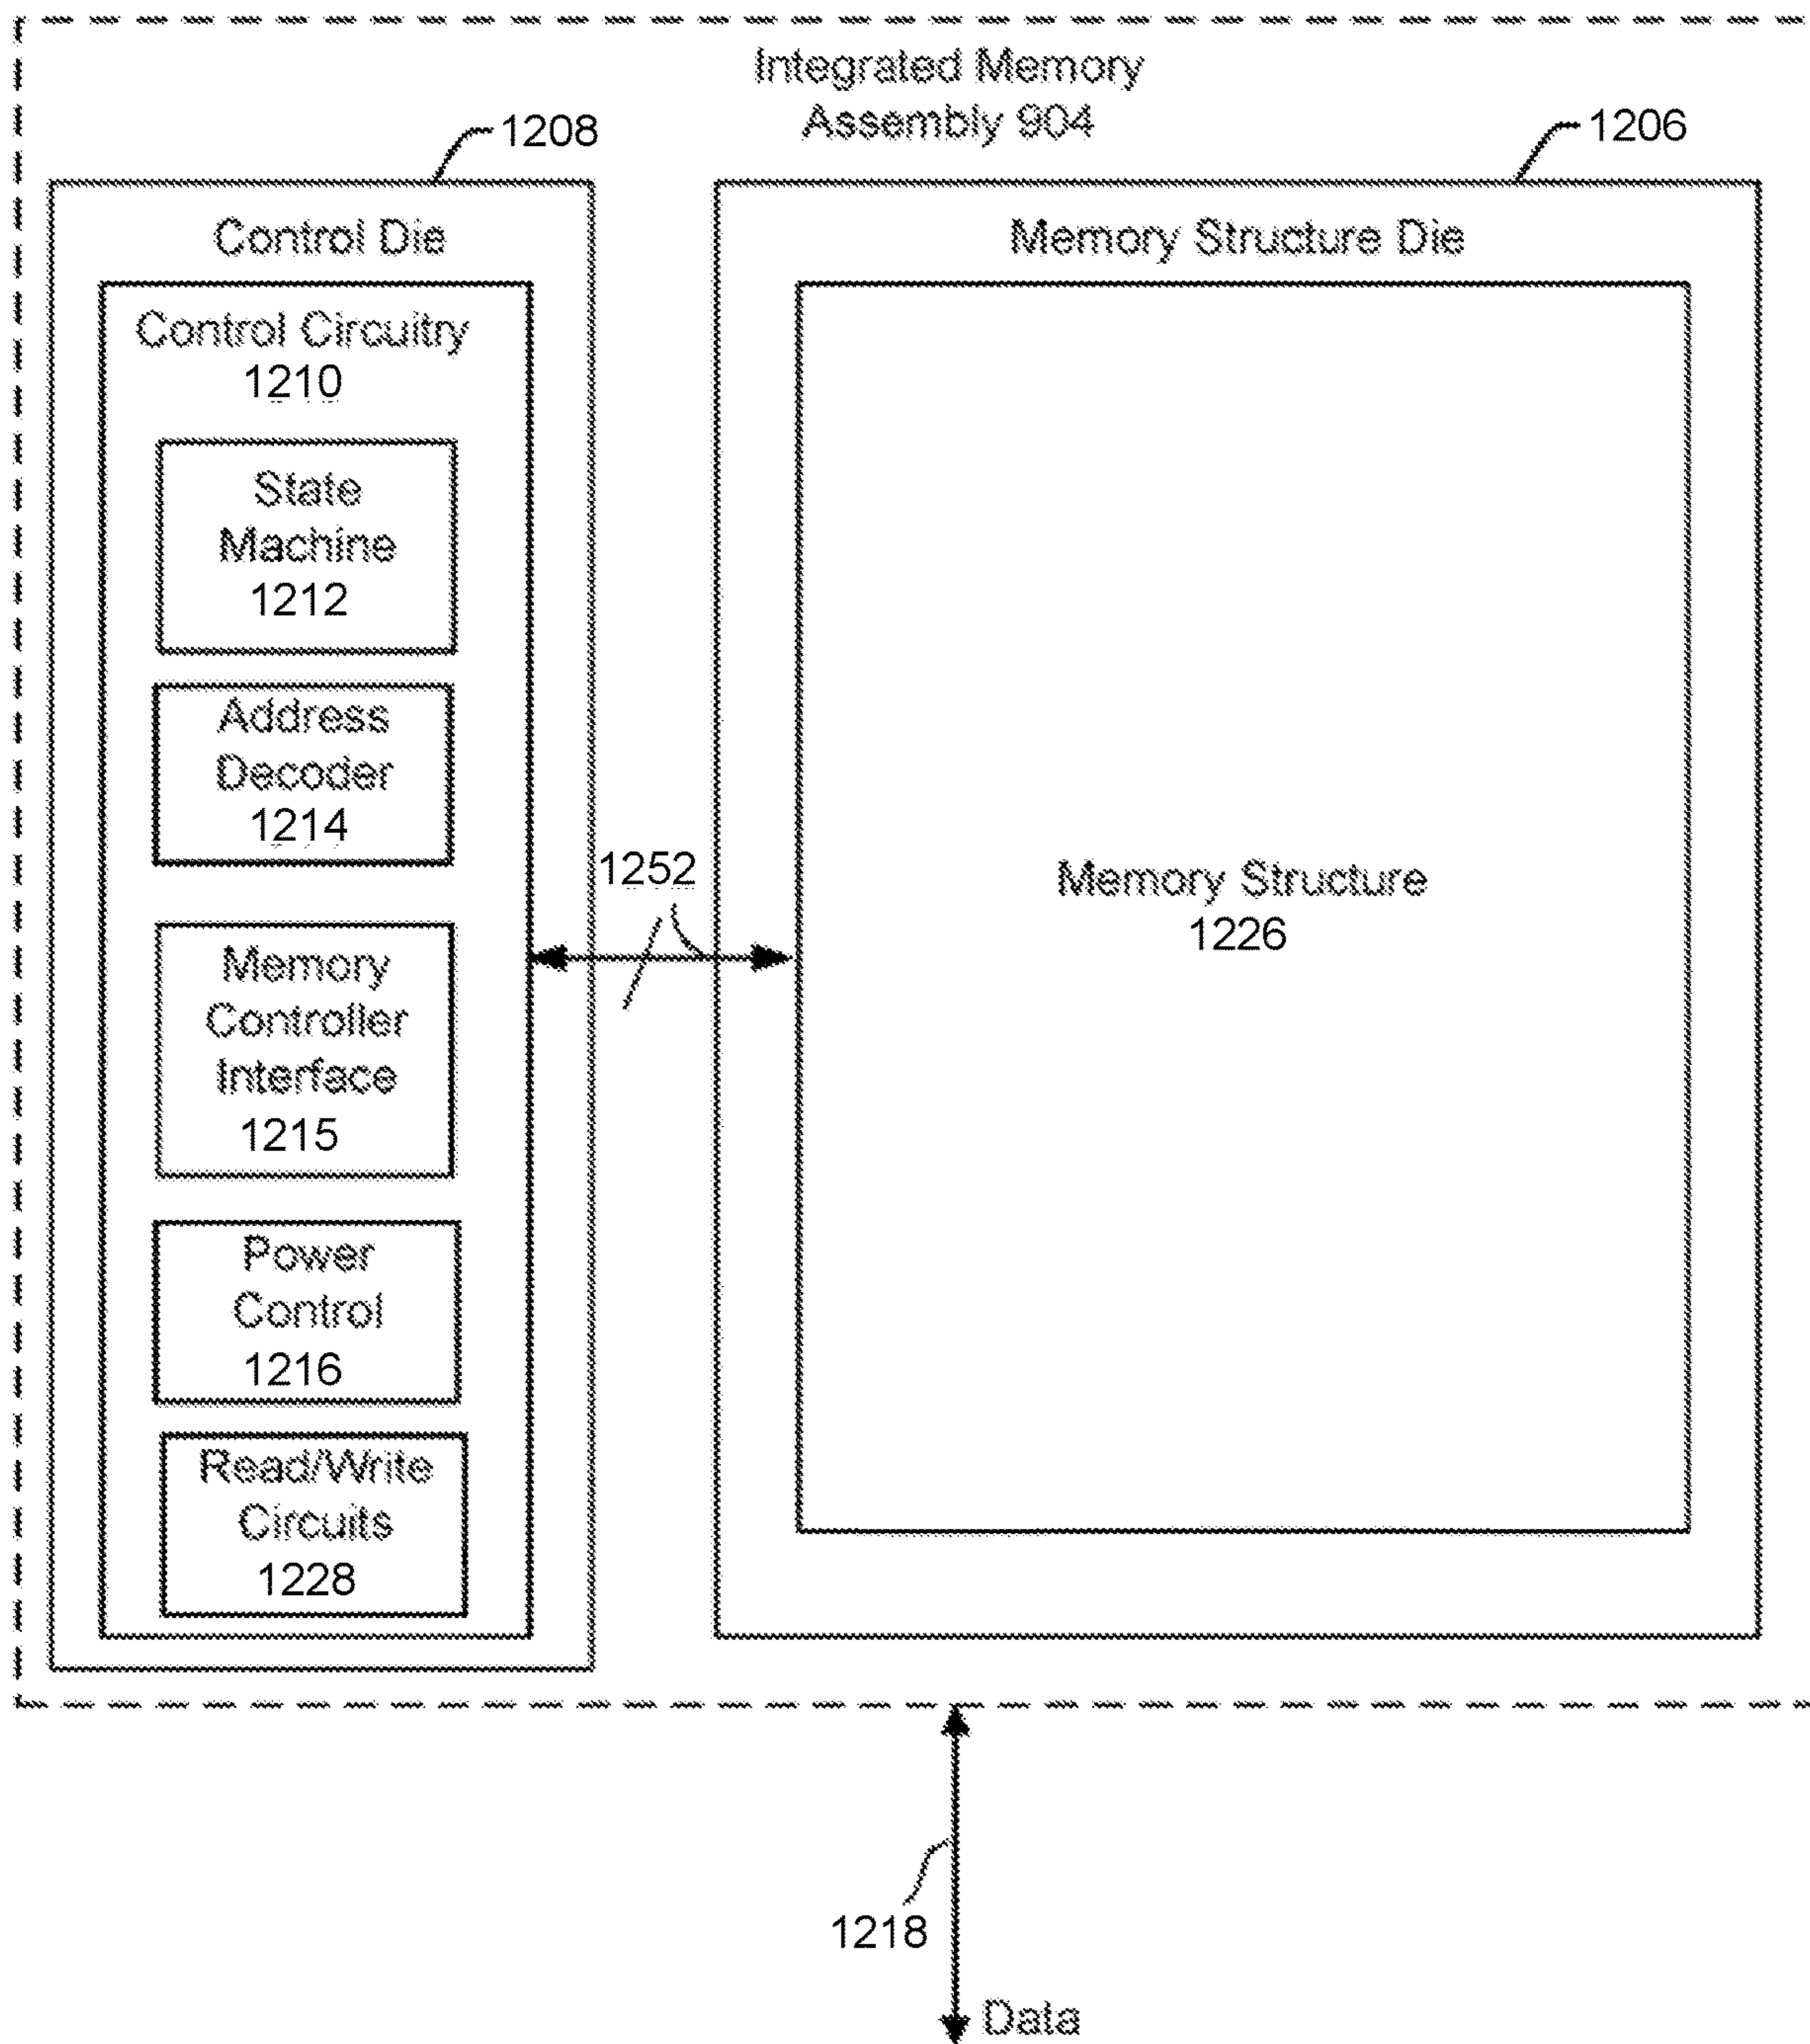 Integrated Memory
Assembly 904
1208
1206
Control Die
Control Circuitry
1210
State
Machine
1212
Address
Decoder
1214
Memory
Controller
Interface
1215
Power
Control
1216
Read/Write
Circuits
1228
1252
Memory Structure Die
Memory Structure
1226
1218
Data